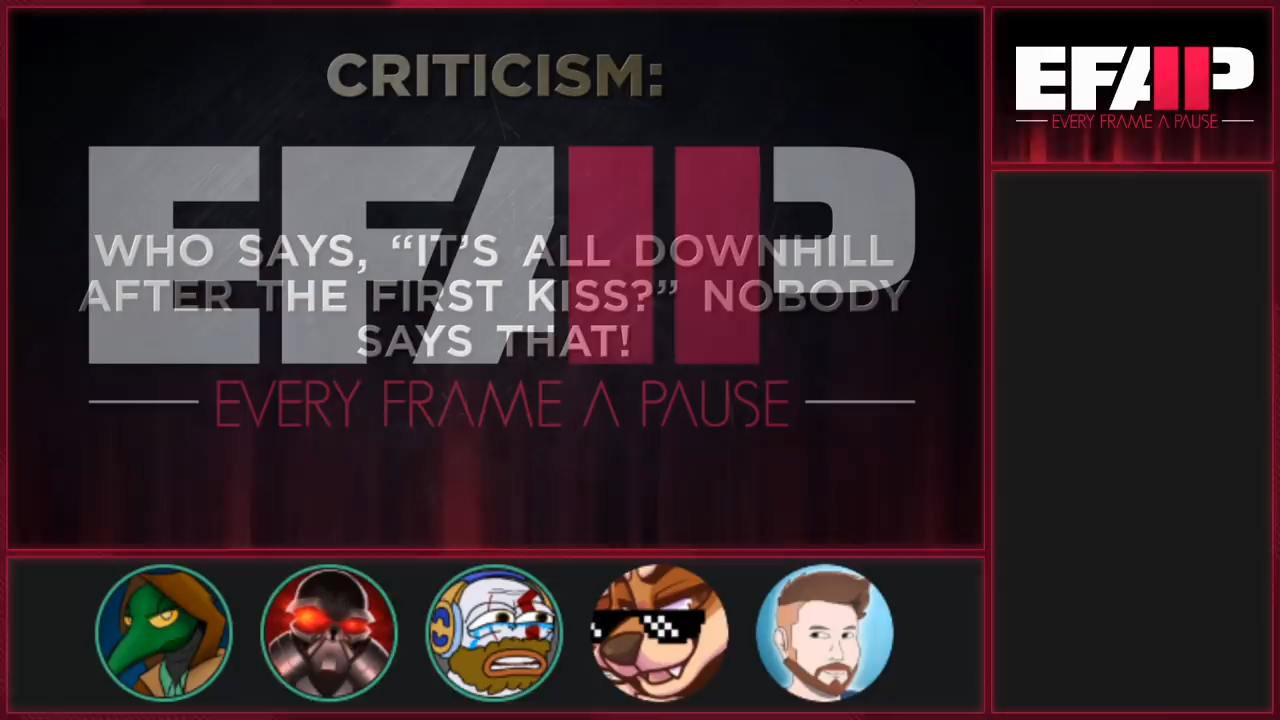 CRITICISM:
EFAP
WHO SAYS, “IT’S ALL DOWNHILL
AFTER THE FIRST KISS?” NOBODY
SAYS THAT!
EVERY FRAME A PAUSE
EFAP
EVERY FRAME A PAUSE